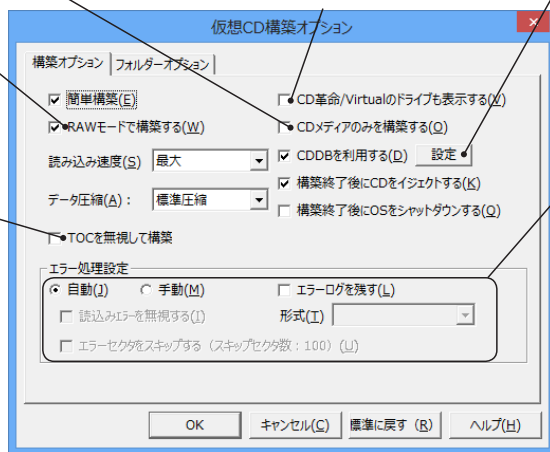 仮想CD構築オプション
構築オプション フォルダーオプション
簡単構築(E)
CD革命/Virtualのドライブも表示する(V)
RAWモードで構築する(W)
CDメディアのみを構築する(O)
読み込み速度(S) 最大
CDDBを利用する(D) 設定
構築終了後にCDをイジェクトする(K)
データ圧縮(A)： 標準圧縮
構築終了後にOSをシャットダウンする(Q)
TOCを無視して構築
エラー処理設定
自動(J) 手動(M) エラーログを残す(L)
読込みエラーを無視する(I) 形式(T)
エラーセクタをスキップする（スキップセクタ数：100）(U)
OK キャンセル(C) 標準に戻す（R） ヘルプ(H)